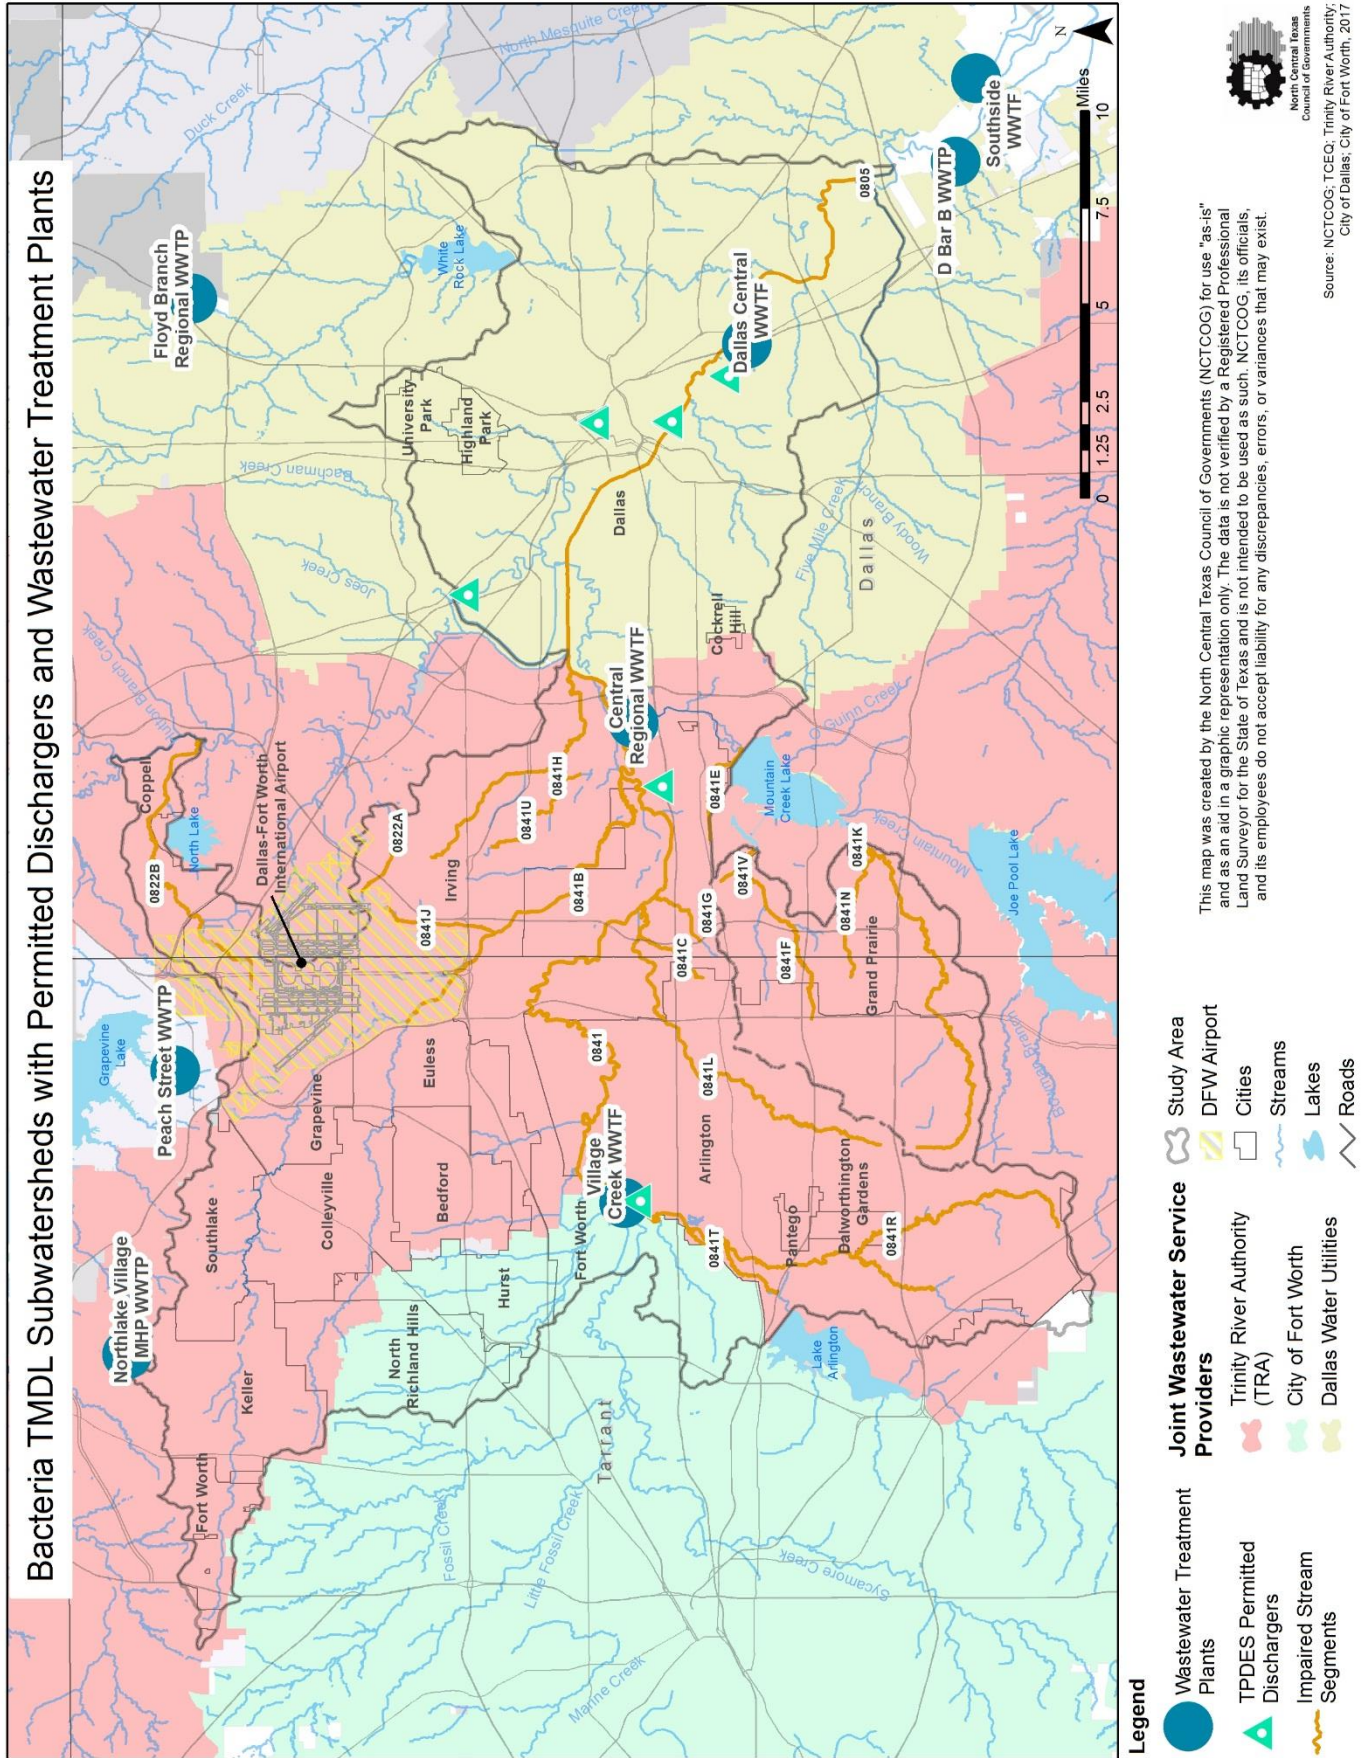 Bacteria TMDL Subwatersheds with Permitted Dischargers and Wastewater Treatment Plants
Northlake Village
MHP WWTP
Peach Street WWTP
Floyd Branch
Regional WWTP
Grapevine
Lake
0822B
Coppell
North Lake
Dallas-Fort Worth
International Airport
Duck Creek
North Mesquite Creek
Bachman Creek
Joes Creek
White
Rock Lake
University
Park
Highland
Park
Fort Worth
Keller
Southlake
Colleyville
Grapevine
Bedford
Euless
0841J
0822A
Irving
0841U
0841H
0841B
North
Richland Hills
Hurst
Fort Worth
Village
Creek WWTF
0841
Fossil Creek
Little Fossil Creek
Marine Creek
Sycamore Creek
Tarrant
Central
Regional WWTF
Dallas
Dallas Central
WWTF
Cockrell
Hill
Five Mile Creek
Woody Branch
Dallas
0805
D Bar B WWTP
Southside
WWTF
Arlington
0841L
0841C
0841G
0841E
0841V
0841F
0841T
Pantego
Dalworthington
Gardens
0841R
Lake
Arlington
Grand Prairie
0841N
0841K
Mountain
Creek Lake
Mountain Creek
Joe Pool Lake
N
0 1.25 2.5 5 7.5 10
Miles
Legend
Wastewater Treatment
Plants
TPDES Permitted
Dischargers
Impaired Stream
Segments
Joint Wastewater Service
Providers
Trinity River Authority
(TRA)
City of Fort Worth
Dallas Water Utilities
Study Area
DFW Airport
Cities
Streams
Lakes
Roads
This map was created by the North Central Texas Council of Governments (NCTCOG) for use "as-is"
and as an aid in a graphic representation only. The data is not verified by a Registered Professional
Land Surveyor for the State of Texas and is not intended to be used as such. NCTCOG, its officials,
and its employees do not accept liability for any discrepancies, errors, or variances that may exist.
North Central Texas
Council of Governments
Source: NCTCOG; TCEQ; Trinity River Authority;
City of Dallas; City of Fort Worth, 2017